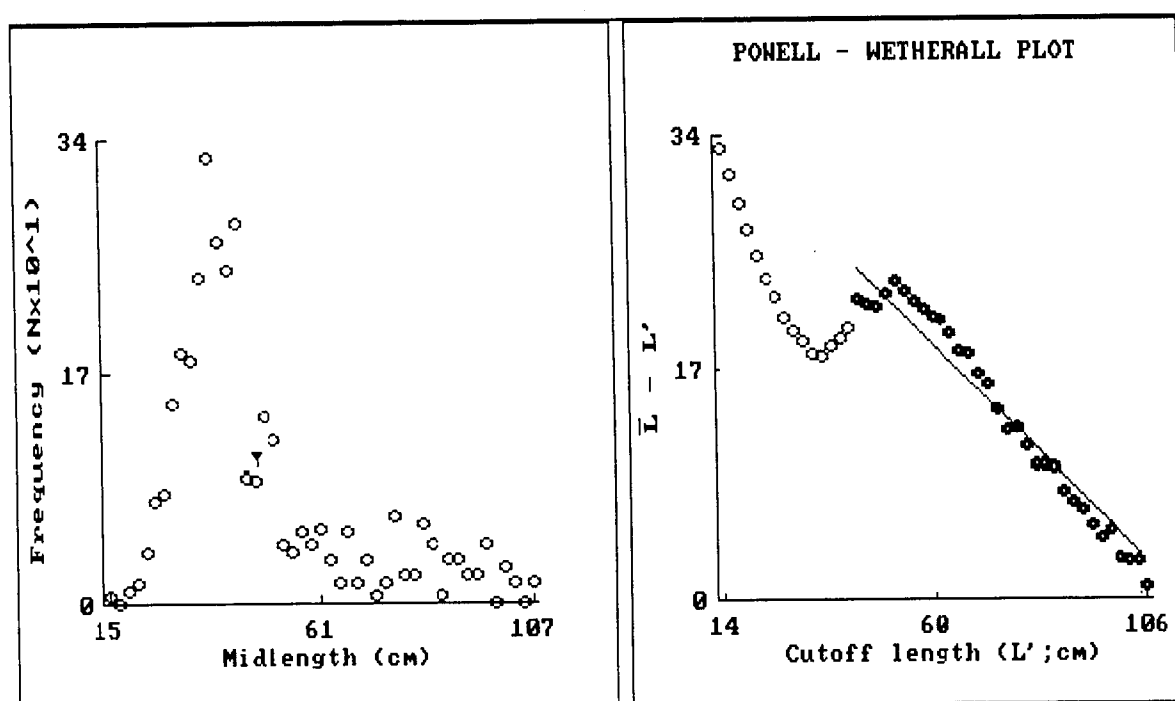 34
17
0
15
61
107
Frequency (N×10^1)
Midlength (cm)
POWELL - WETHERALL PLOT
34
17
0
14
60
106
L̅ - L'
Cutoff length (L';cm)